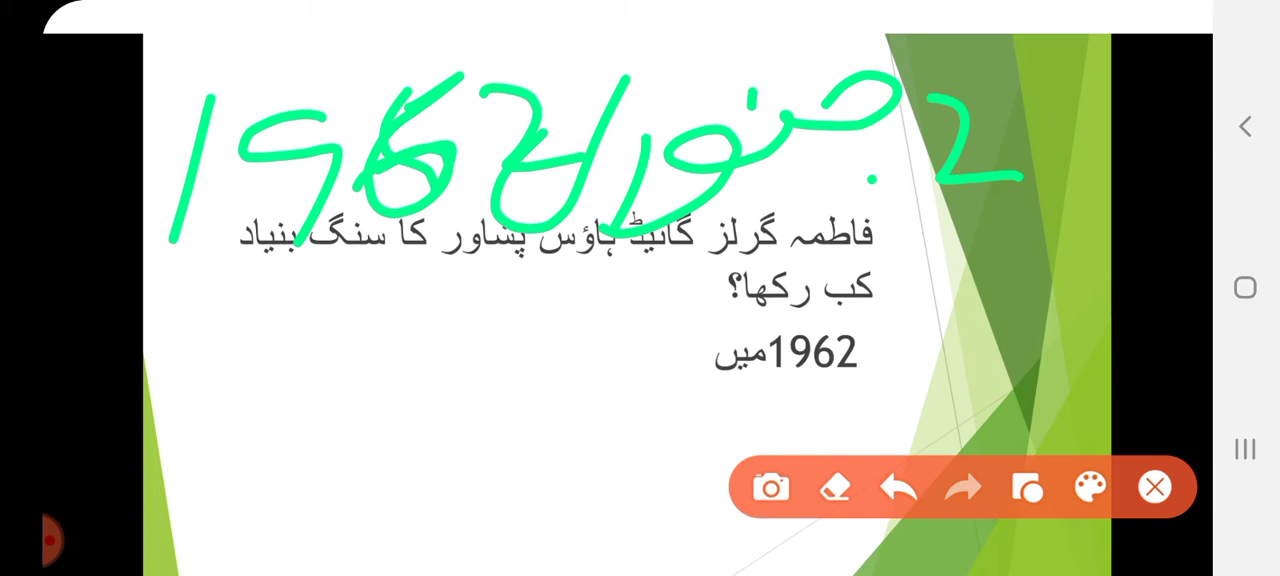 2 جنوری 1962
فاطمہ گرلز گائیڈ ہاؤس پشاور کا سنگ بنیاد
کب رکھا؟
1962میں